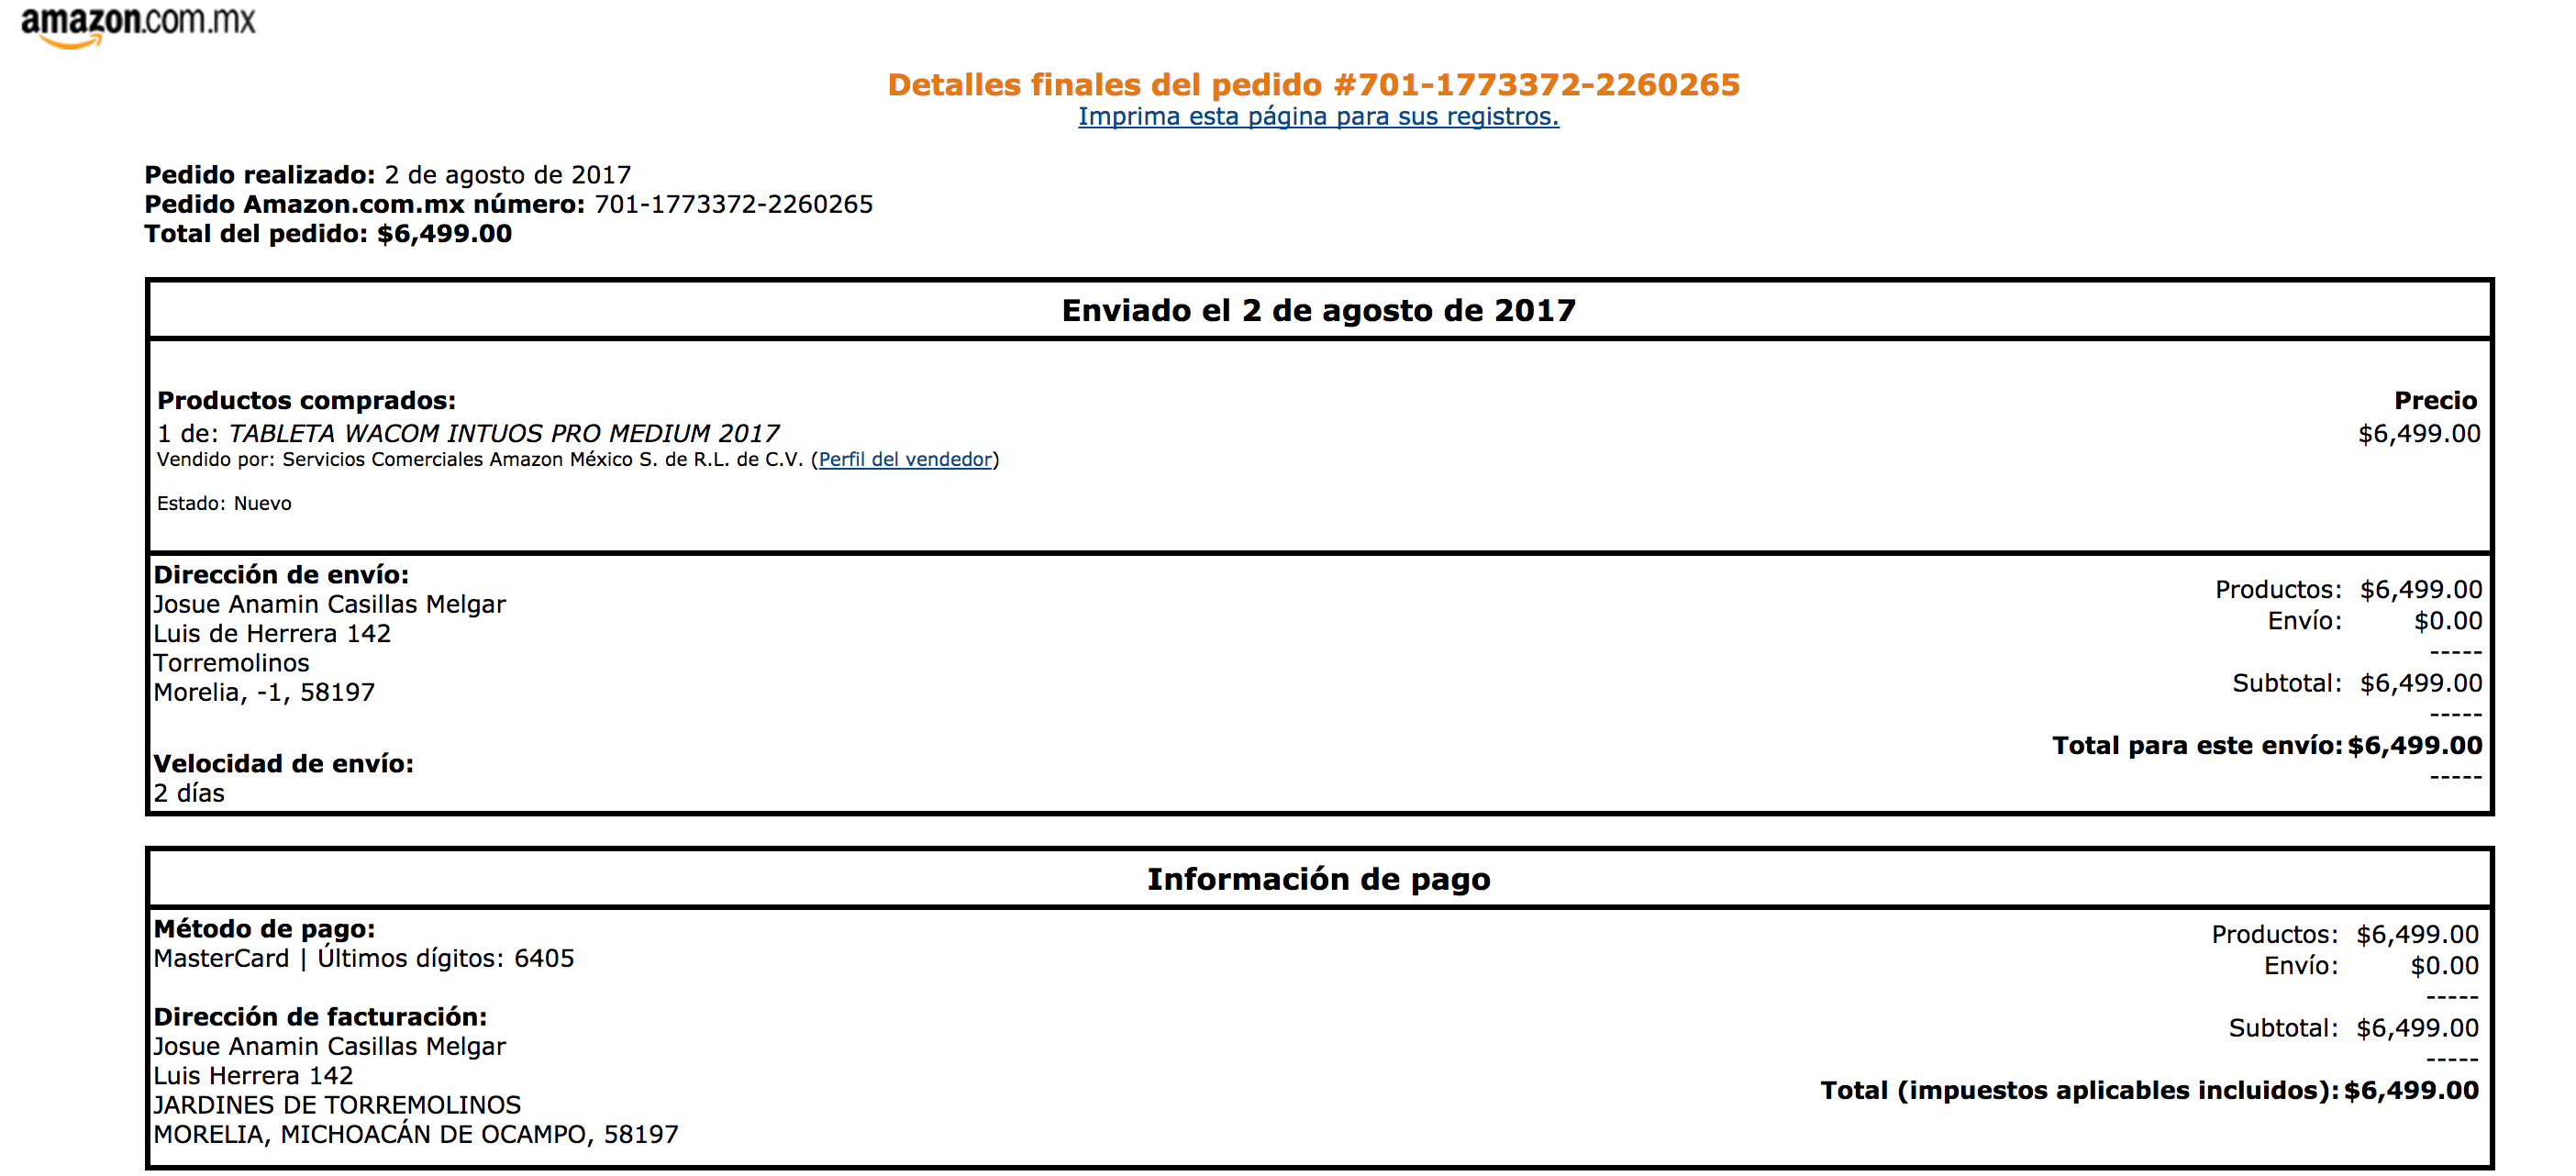 amazon.com.mx
Detalles finales del pedido #701-1773372-2260265
Imprima esta página para sus registros.
Pedido realizado: 2 de agosto de 2017
Pedido Amazon.com.mx número: 701-1773372-2260265
Total del pedido: $6,499.00
Enviado el 2 de agosto de 2017
Productos comprados: Precio
1 de: TABLETA WACOM INTUOS PRO MEDIUM 2017 $6,499.00
Vendido por: Servicios Comerciales Amazon México S. de R.L. de C.V. (Perfil del vendedor)
Estado: Nuevo
Dirección de envío:
Josue Anamin Casillas Melgar
Luis de Herrera 142
Torremolinos
Morelia, -1, 58197
Velocidad de envío:
2 días
Productos: $6,499.00
Envío: $0.00
-----
Subtotal: $6,499.00
-----
Total para este envío: $6,499.00
-----
Información de pago
Método de pago:
MasterCard | Últimos dígitos: 6405
Dirección de facturación:
Josue Anamin Casillas Melgar
Luis Herrera 142
JARDINES DE TORREMOLINOS
MORELIA, MICHOACÁN DE OCAMPO, 58197
Productos: $6,499.00
Envío: $0.00
-----
Subtotal: $6,499.00
-----
Total (impuestos aplicables incluidos): $6,499.00